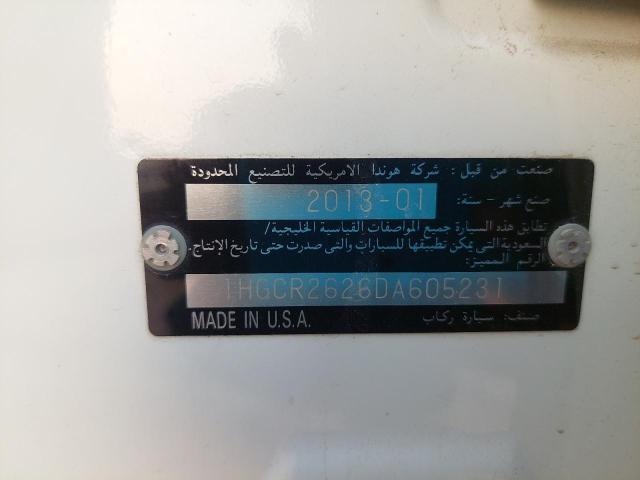 صنعت من قبل: شركة هوندا الامريكية للتصنيع المحدودة
صنع شهر - سنة: 2013-01
تطابق هذه السيارة جميع المواصفات القياسية الخليجية/
السعودية التي يمكن تطبيقها للسيارات والتي صدرت حتى تاريخ الإنتاج.
الرقم المميز:
1HGCR2626DA605231
MADE IN U.S.A. صنف: سيارة ركاب